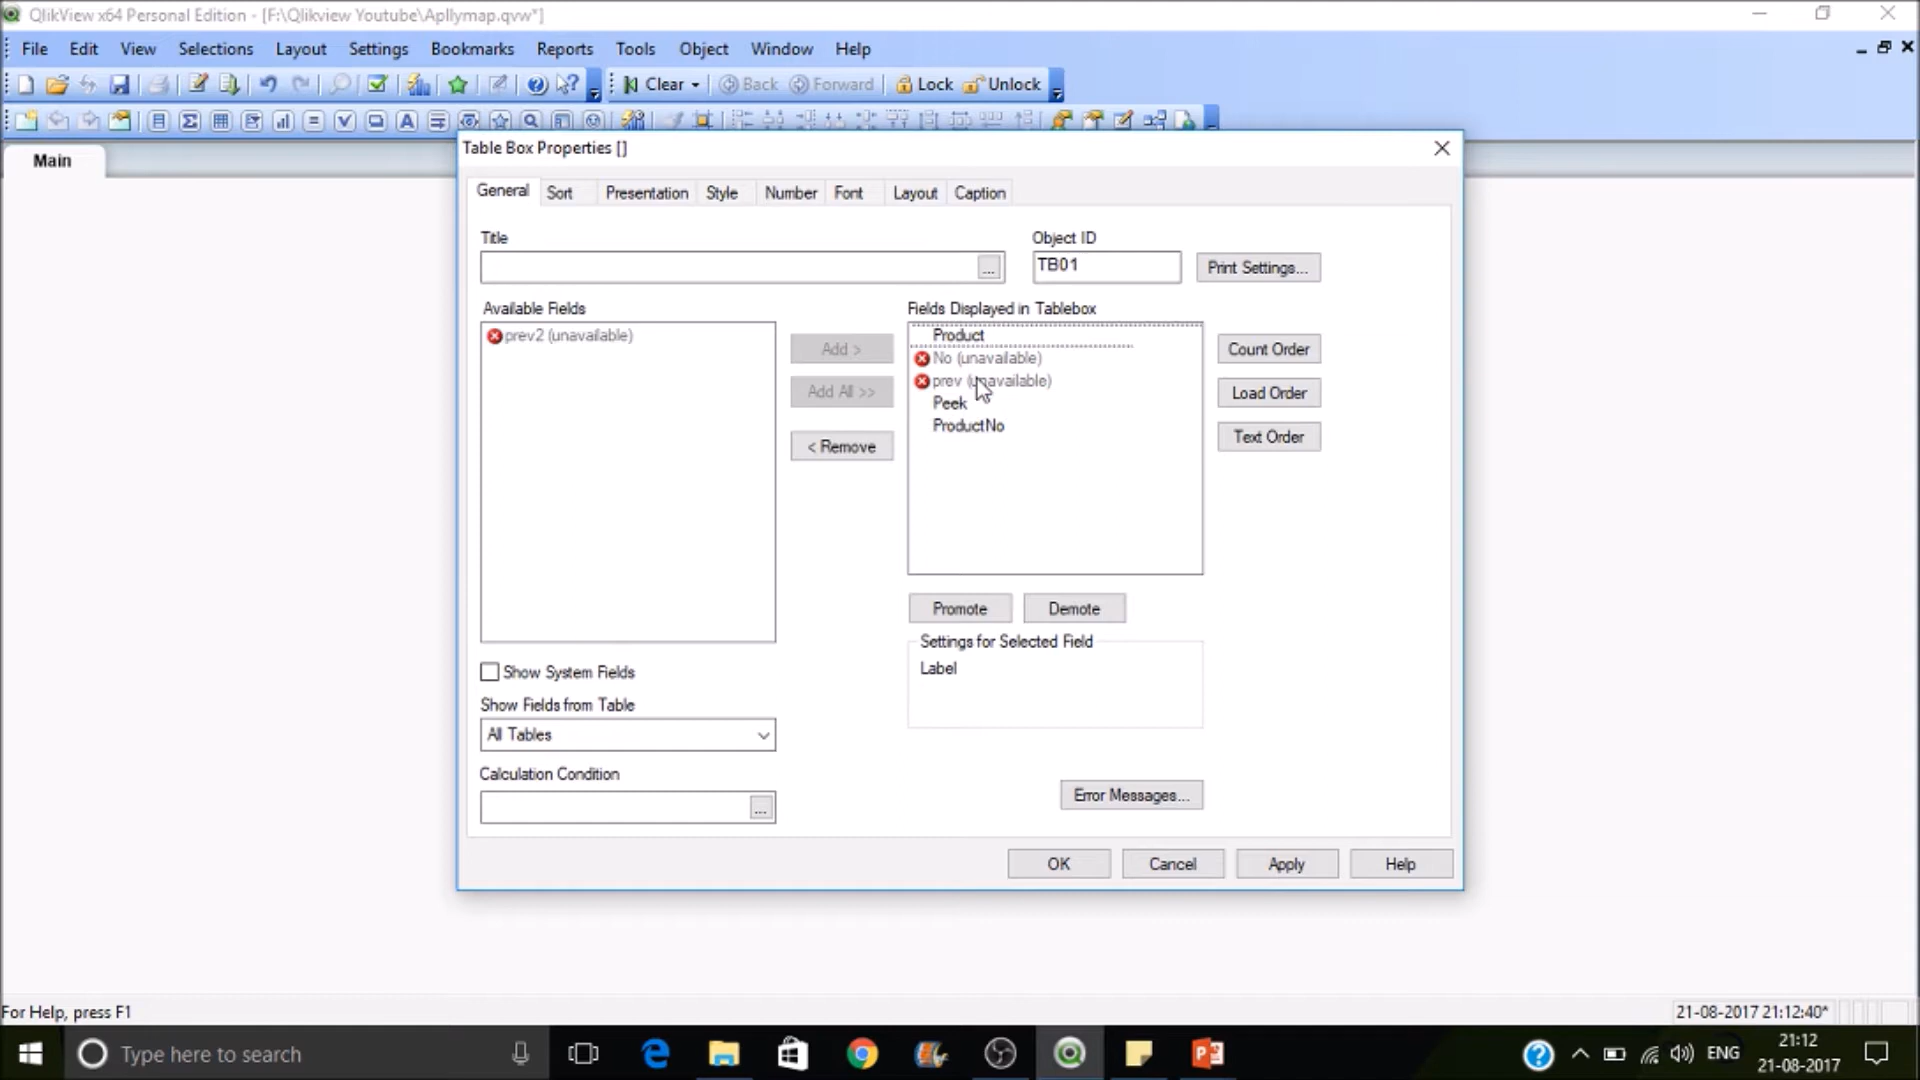 QlikView x64 Personal Edition - [F:\Qlikview Youtube\Apllymap.qvw*]
File Edit View Selections Layout Settings Bookmarks Reports Tools Object Window Help
Clear Back Forward Lock Unlock
Main
Table Box Properties []
General Sort Presentation Style Number Font Layout Caption
Title Object ID
... TB01 Print Settings...
Available Fields Fields Displayed in Tablebox
prev2 (unavailable) Add > Product Count Order
No (unavailable)
Add All >> prev (unavailable) Load Order
Peek
< Remove ProductNo Text Order
Promote Demote
Settings for Selected Field
Show System Fields Label
Show Fields from Table
All Tables
Calculation Condition
... Error Messages...
OK Cancel Apply Help
For Help, press F1 21-08-2017 21:12:40*
Type here to search ENG 21:12
21-08-2017